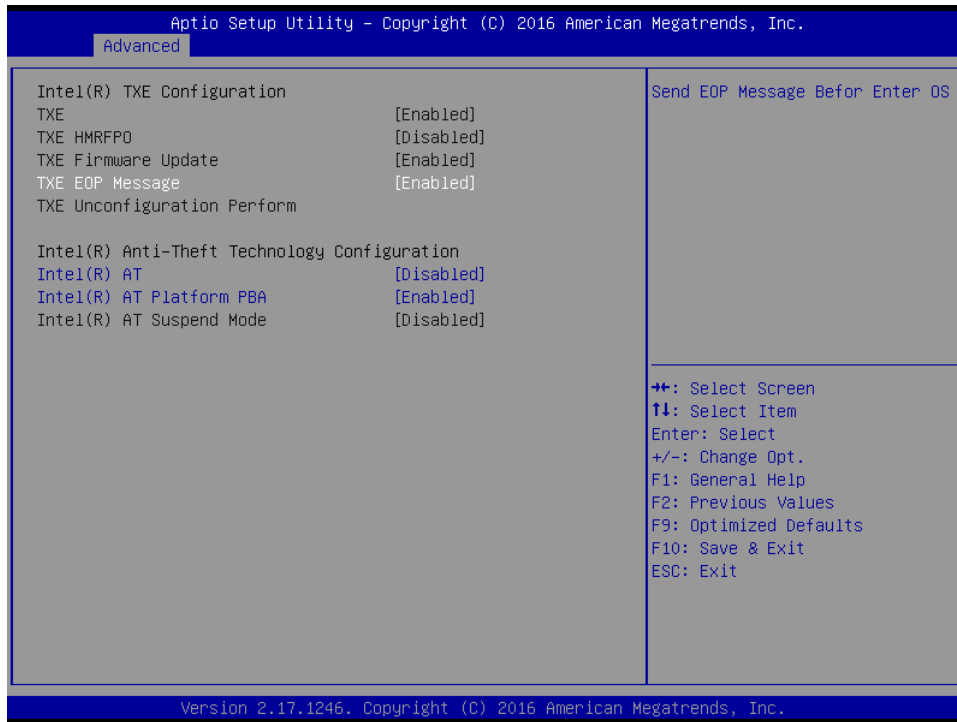 Aptio Setup Utility – Copyright (C) 2016 American Megatrends, Inc.
Advanced
Intel(R) TXE Configuration
TXE [Enabled]
TXE HMRFPO [Disabled]
TXE Firmware Update [Enabled]
TXE EOP Message [Enabled]
TXE Unconfiguration Perform
Intel(R) Anti-Theft Technology Configuration
Intel(R) AT [Disabled]
Intel(R) AT Platform PBA [Enabled]
Intel(R) AT Suspend Mode [Disabled]
Send EOP Message Befor Enter OS
→←: Select Screen
↑↓: Select Item
Enter: Select
+/-: Change Opt.
F1: General Help
F2: Previous Values
F9: Optimized Defaults
F10: Save & Exit
ESC: Exit
Version 2.17.1246. Copyright (C) 2016 American Megatrends, Inc.